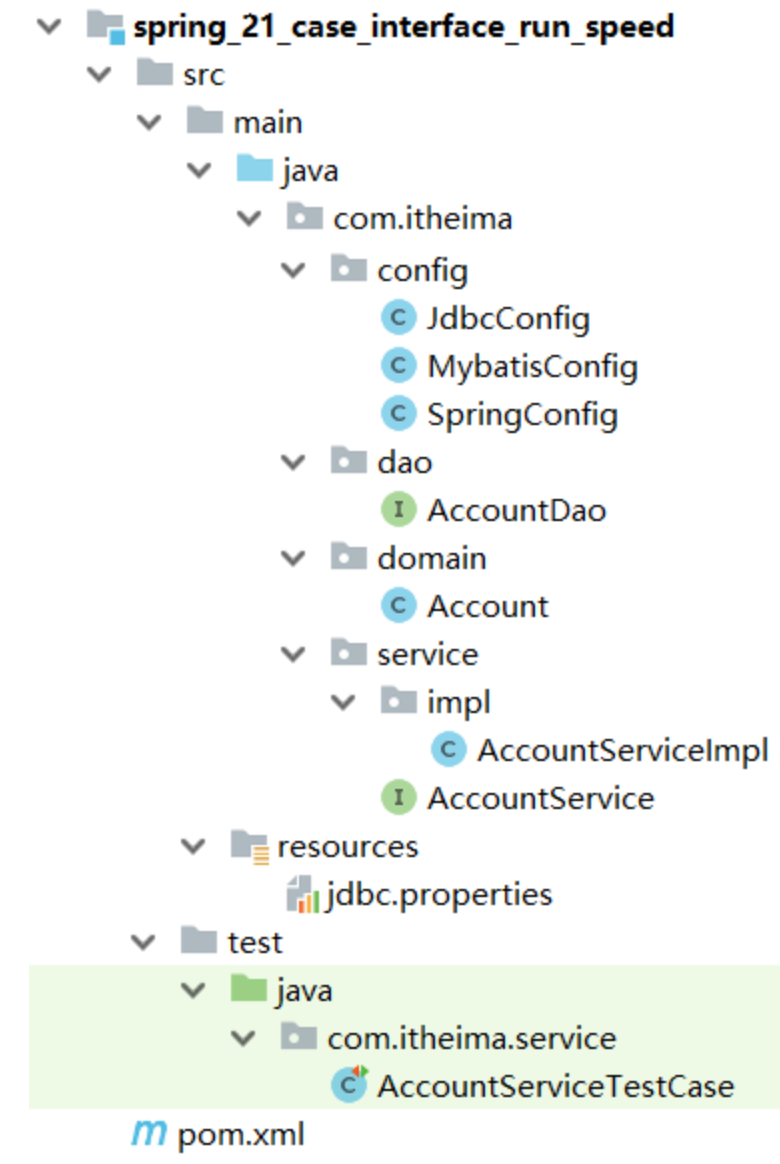 spring_21_case_interface_run_speed
src
main
java
com.itheima
config
C JdbcConfig
C MybatisConfig
C SpringConfig
dao
I AccountDao
domain
C Account
service
impl
C AccountServiceImpl
I AccountService
resources
jdbc.properties
test
java
com.itheima.service
C AccountServiceTestCase
m pom.xml